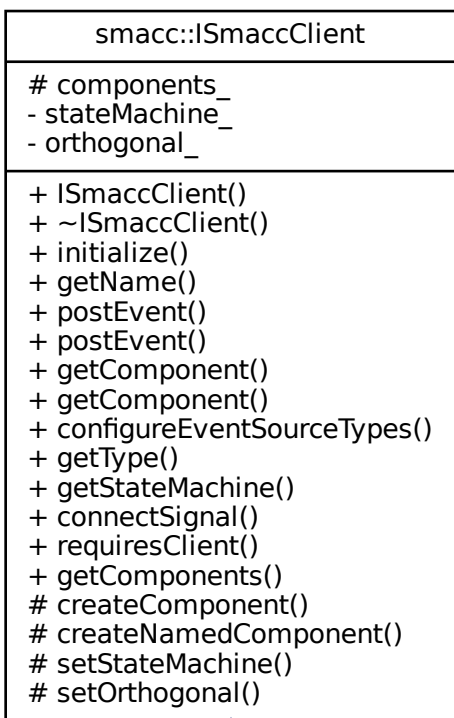 smacc::ISmaccClient
# components_
- stateMachine_
- orthogonal_
+ ISmaccClient()
+ ~ISmaccClient()
+ initialize()
+ getName()
+ postEvent()
+ postEvent()
+ getComponent()
+ getComponent()
+ configureEventSourceTypes()
+ getType()
+ getStateMachine()
+ connectSignal()
+ requiresClient()
+ getComponents()
# createComponent()
# createNamedComponent()
# setStateMachine()
# setOrthogonal()